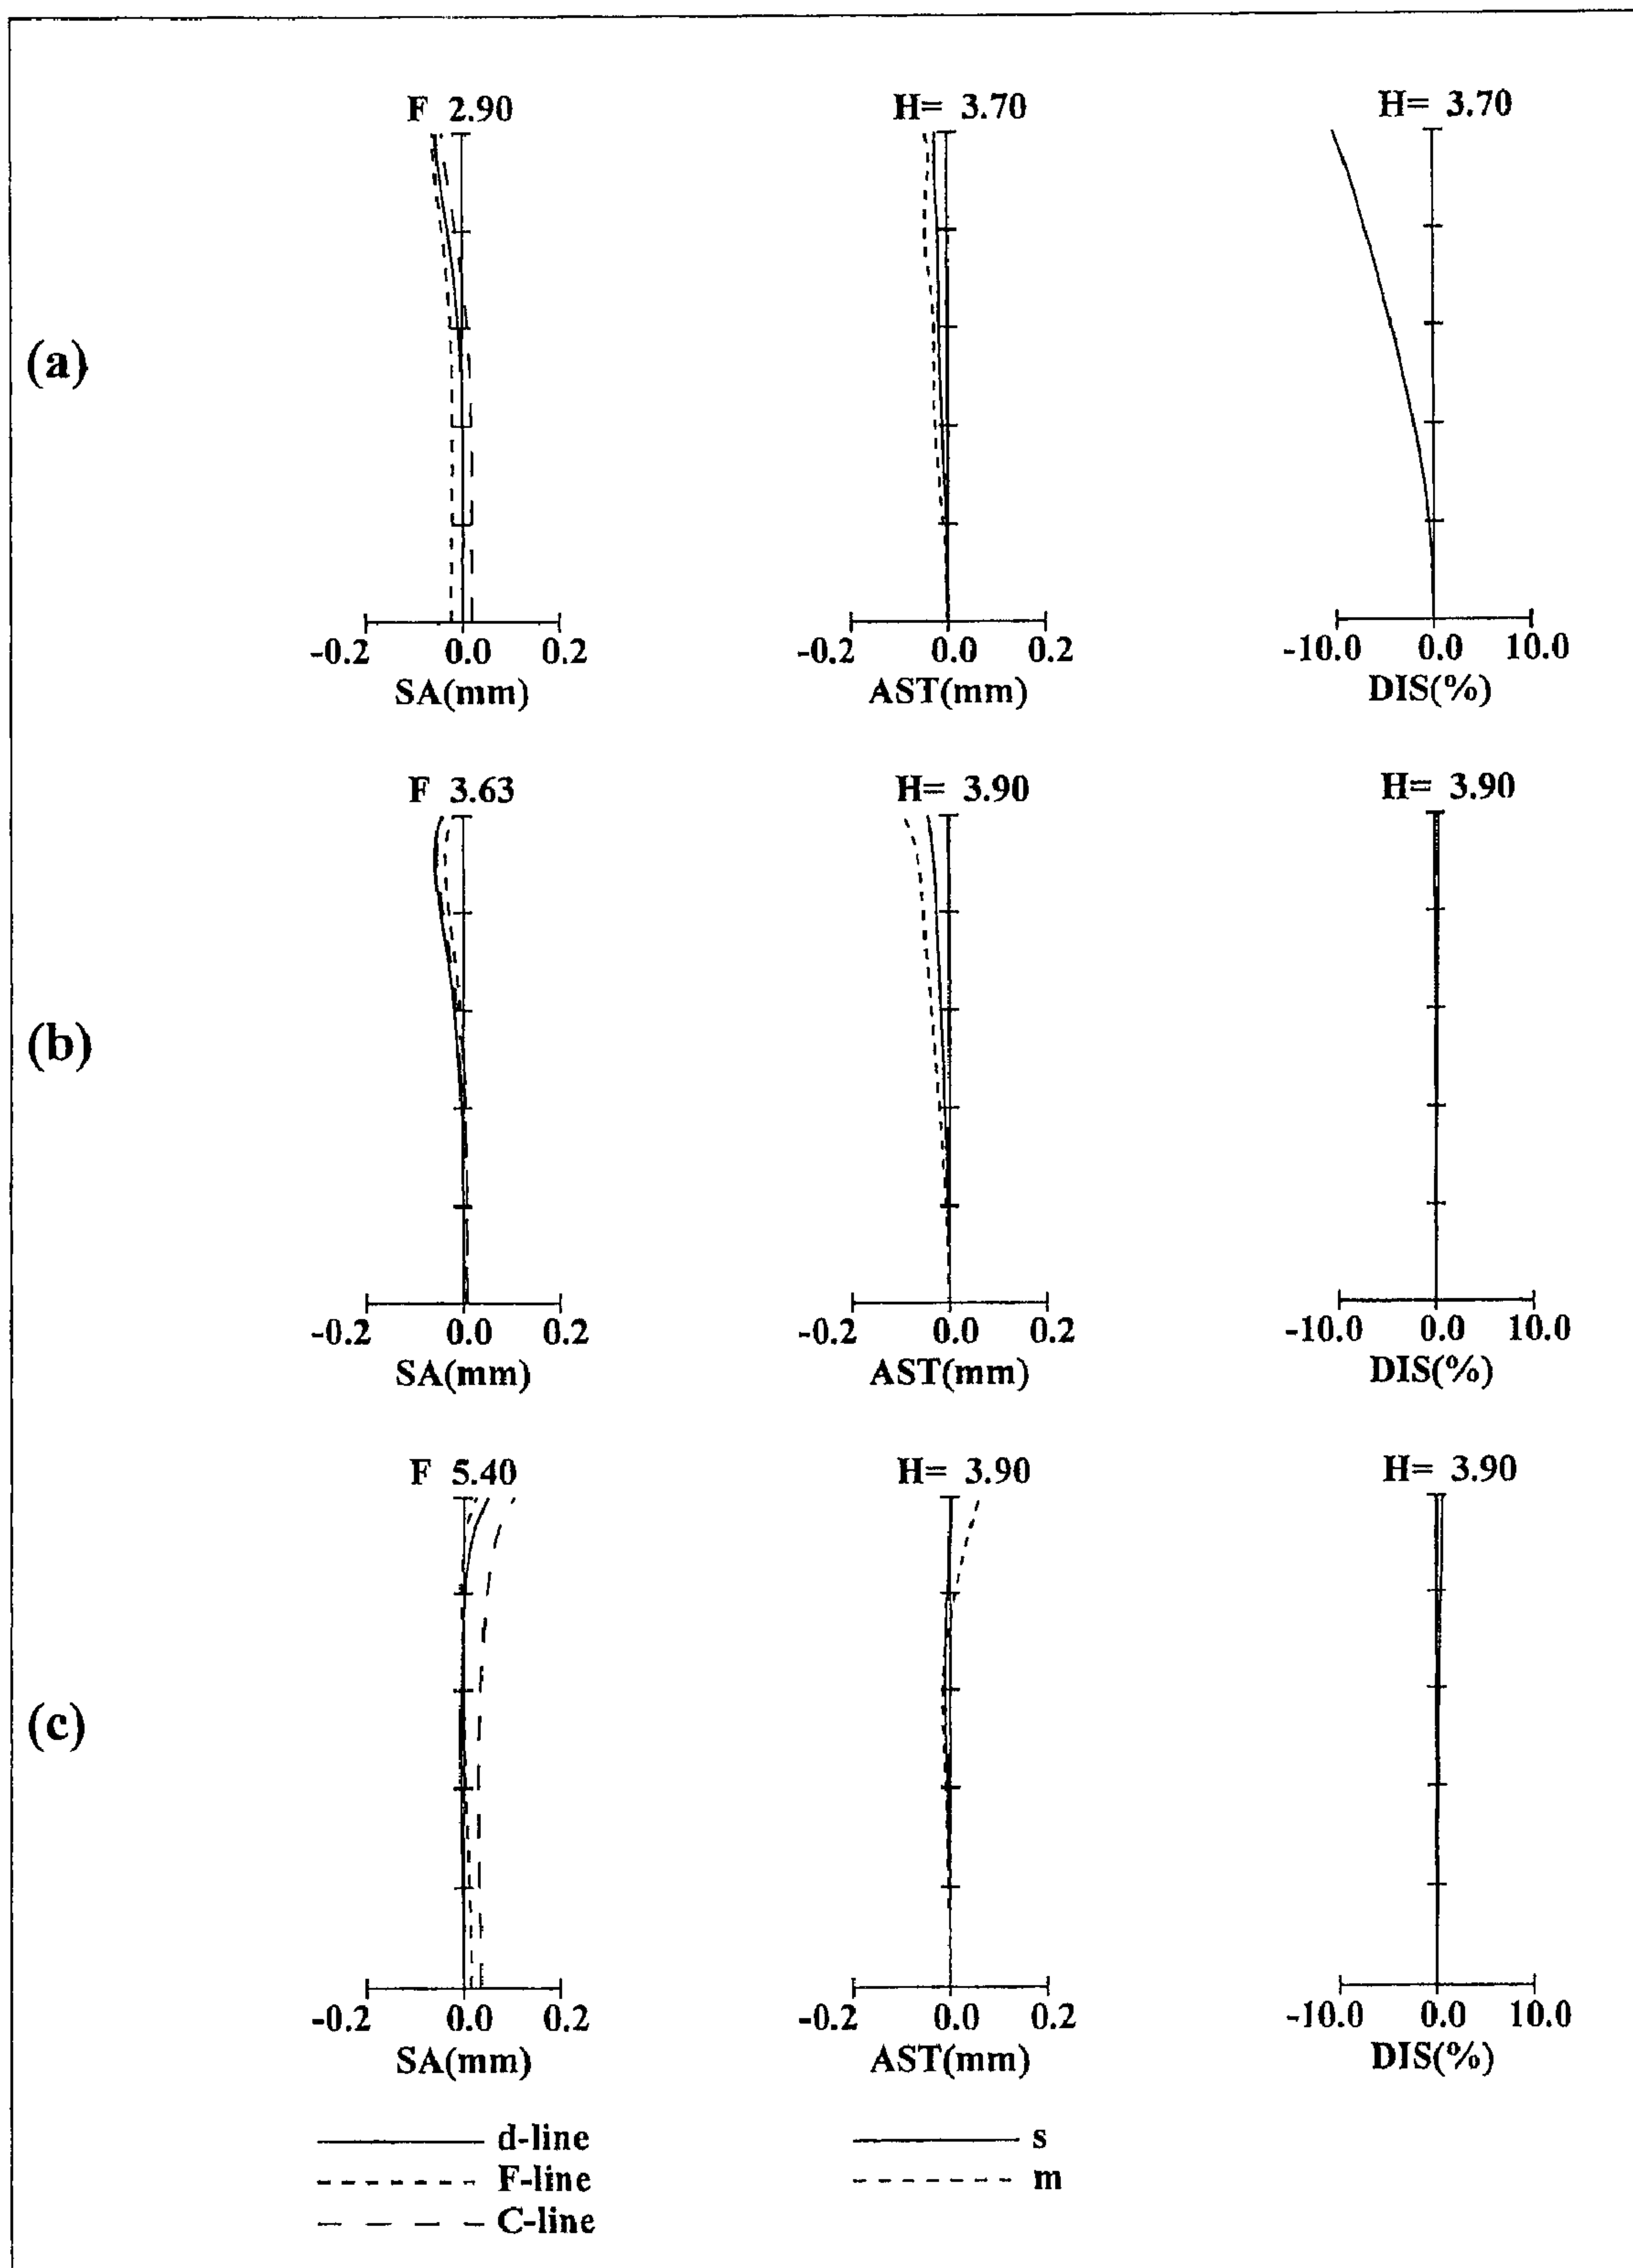 F 2.90
H= 3.70
H= 3.70
(a)
-0.2 0.0 0.2
SA(mm)
-0.2 0.0 0.2
AST(mm)
-10.0 0.0 10.0
DIS(%)
F 3.63
H= 3.90
H= 3.90
(b)
-0.2 0.0 0.2
SA(mm)
-0.2 0.0 0.2
AST(mm)
-10.0 0.0 10.0
DIS(%)
F 5.40
H= 3.90
H= 3.90
(c)
-0.2 0.0 0.2
SA(mm)
-0.2 0.0 0.2
AST(mm)
-10.0 0.0 10.0
DIS(%)
d-line
F-line
C-line
s
m